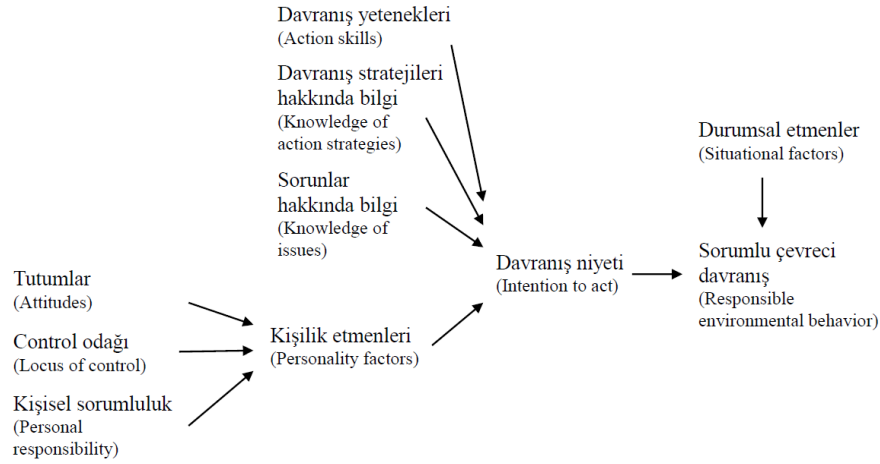 Davranış yetenekleri
(Action skills)
Davranış stratejileri
hakkında bilgi
(Knowledge of
action strategies)
Sorunlar
hakkında bilgi
(Knowledge of
issues)
Durumsal etmenler
(Situational factors)
Davranış niyeti
(Intention to act)
Sorumlu çevreci
davranış
(Responsible
environmental behavior)
Tutumlar
(Attitudes)
Control odağı
(Locus of control)
Kişisel sorumluluk
(Personal
responsibility)
Kişilik etmenleri
(Personality factors)